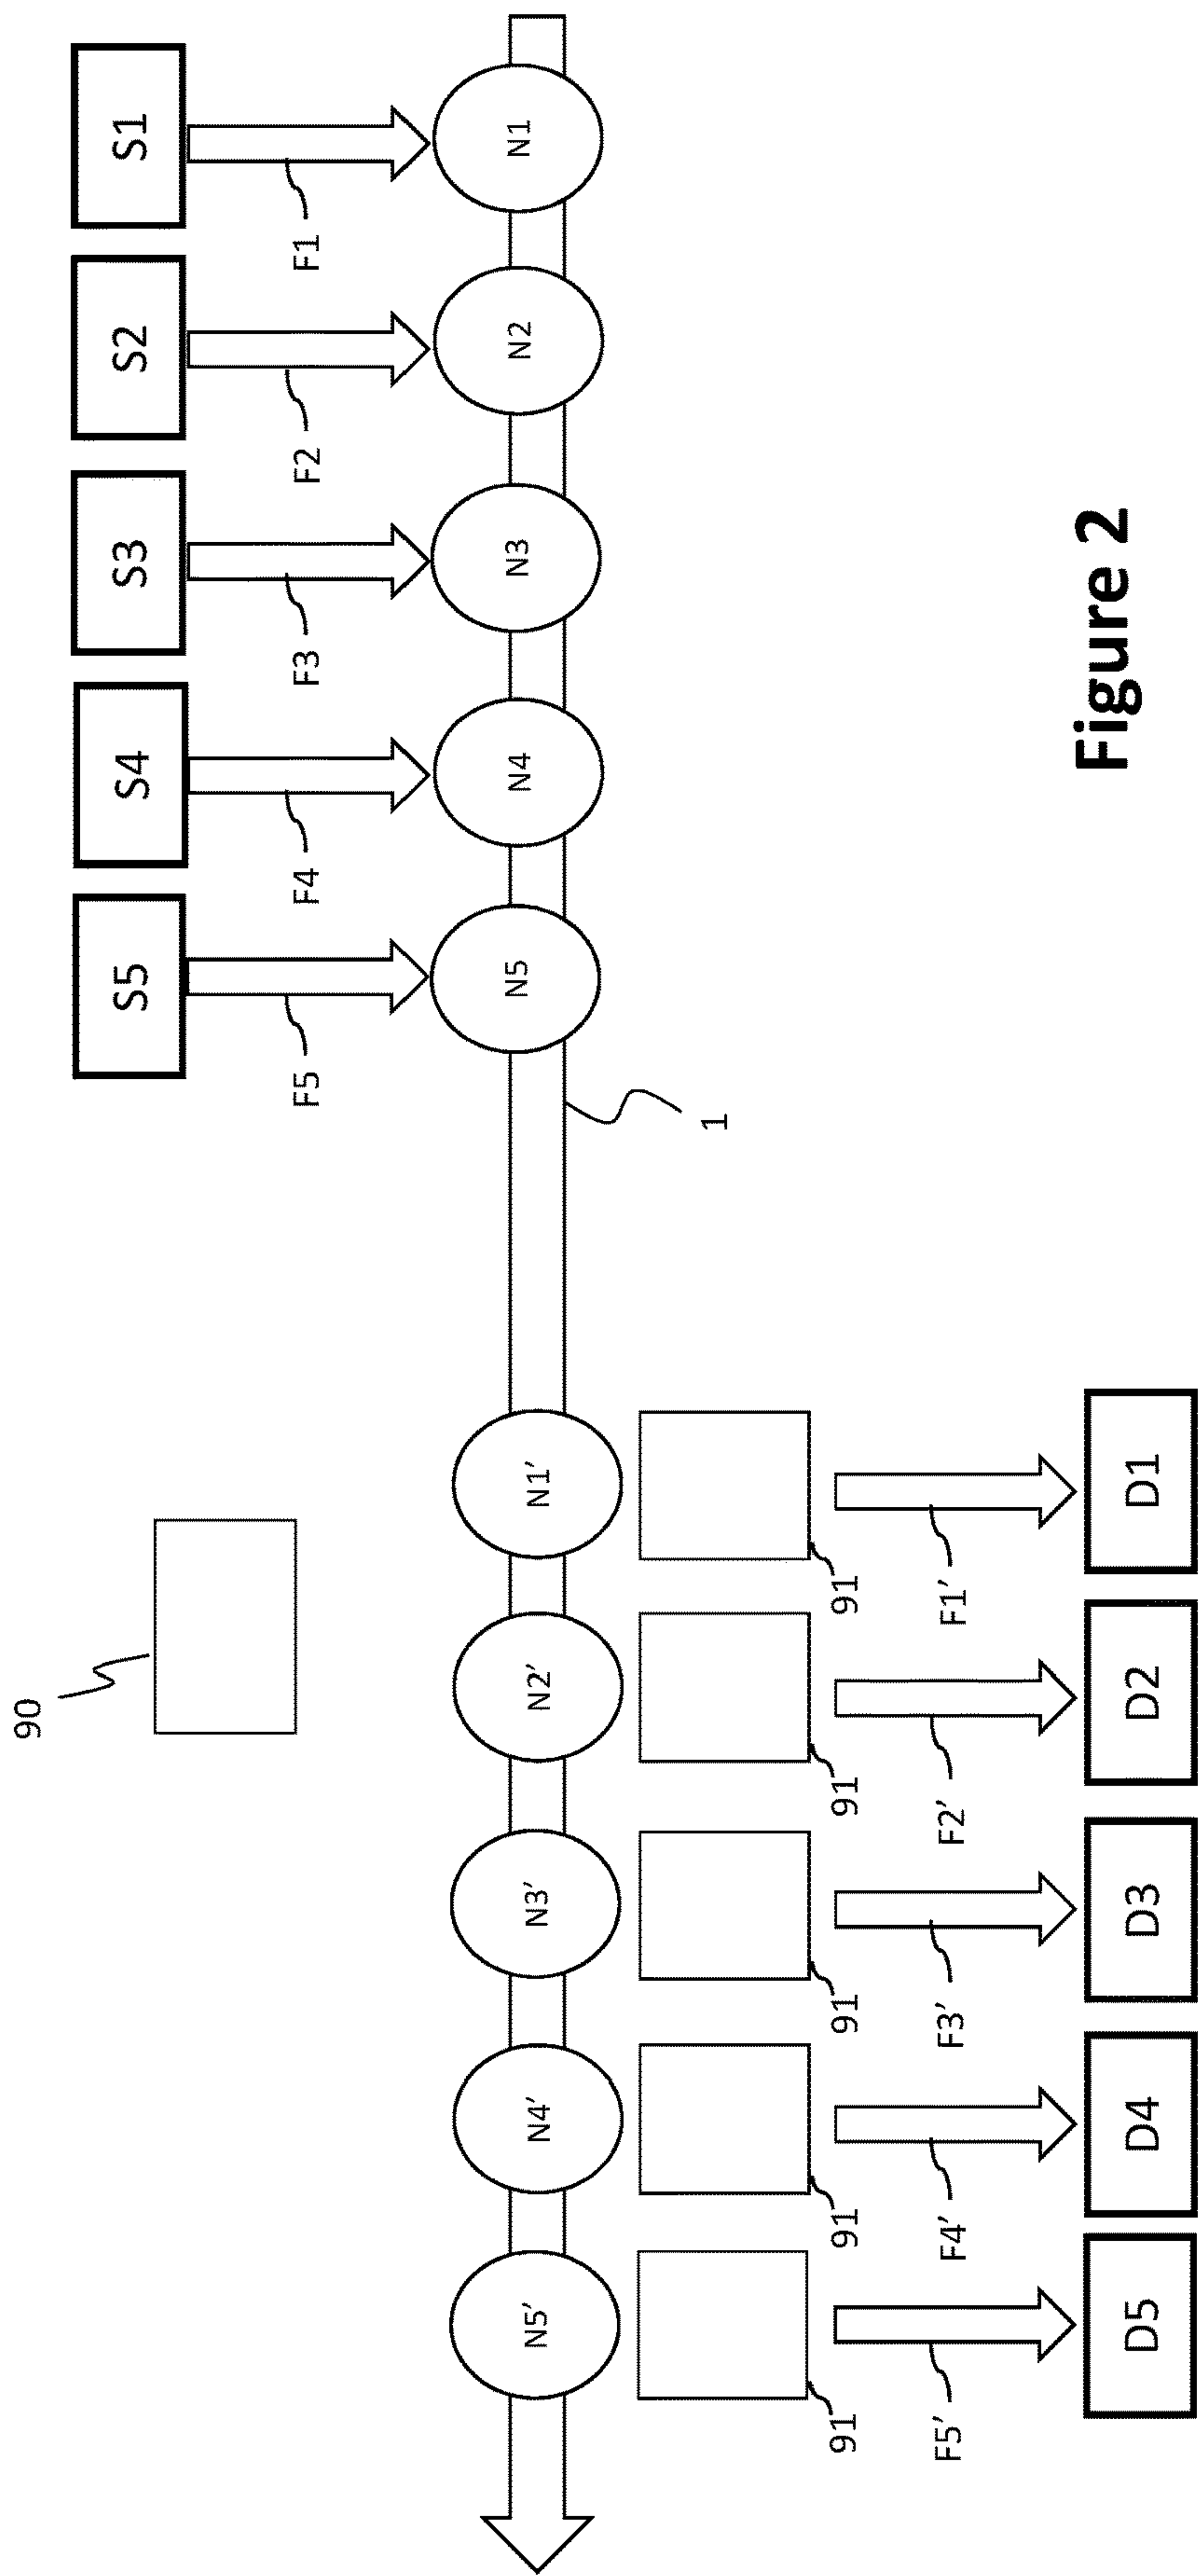 S1
S2
S3
S4
S5
F1
F2
F3
F4
F5
N1
N2
N3
N4
N5
1
90
N1'
N2'
N3'
N4'
N5'
91
91
91
91
91
F1'
F2'
F3'
F4'
F5'
D1
D2
D3
D4
D5
Figure 2